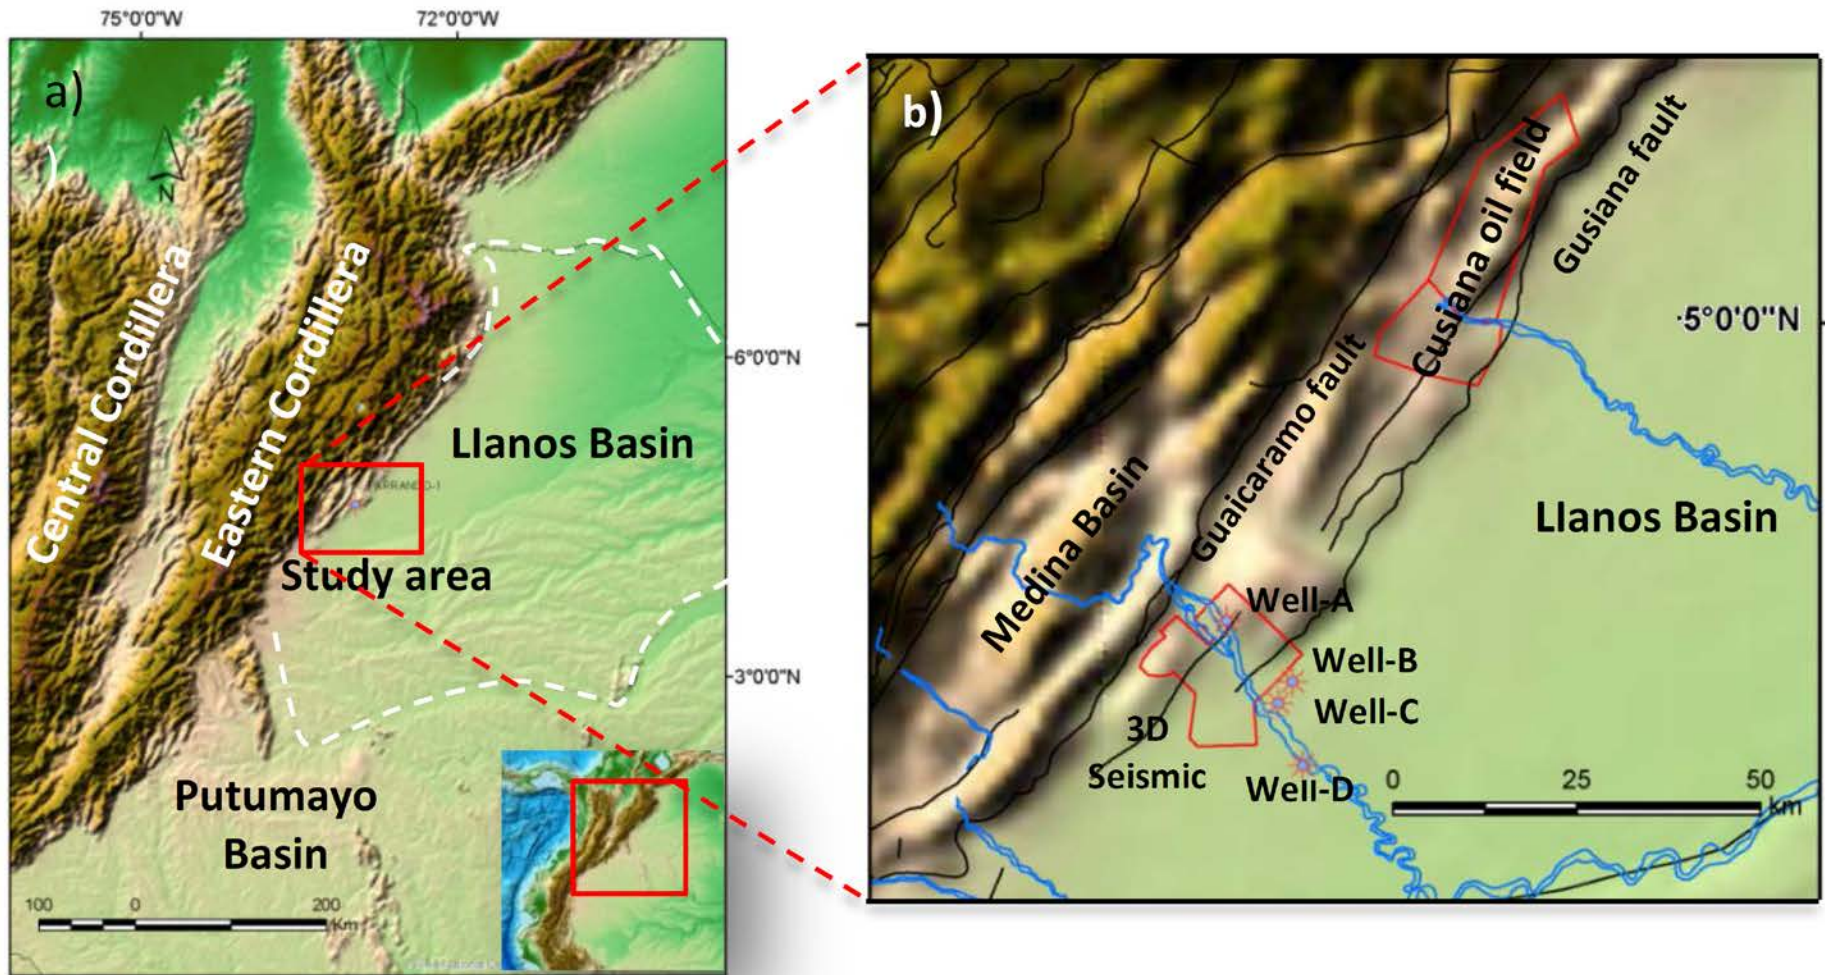 75°0'0"W
72°0'0"W
a)
N
Central Cordillera
Eastern Cordillera
6°0'0"N
Llanos Basin
Study area
3°0'0"N
Putumayo
Basin
100 0 200
Km
b)
Gusiana oil field
Gusiana fault
5°0'0"N
Guaicaramo fault
Medina Basin
Llanos Basin
Well-A
Well-B
Well-C
3D
Seismic
Well-D
0 25 50
km